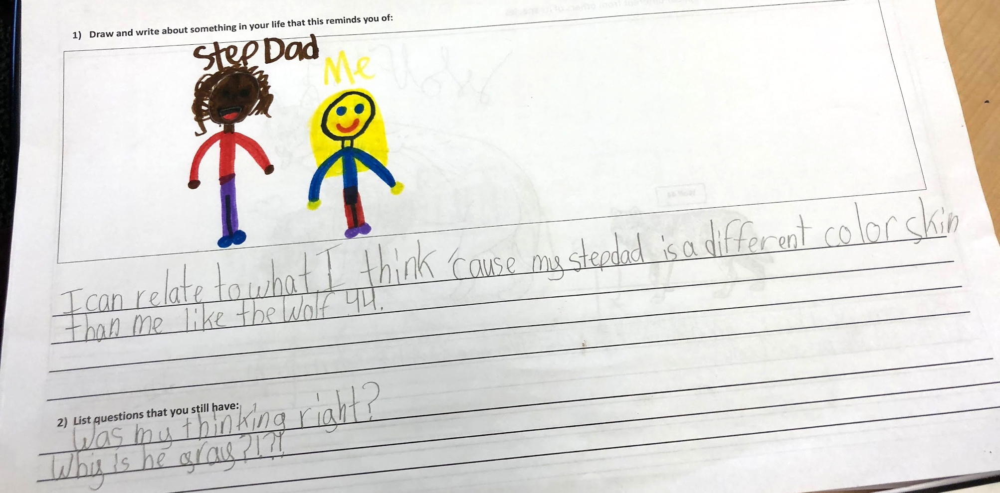 1) Draw and write about something in your life that this reminds you of:
Step Dad
Me
I can relate to what I think 'cause my stepdad is a different color skin
than me like the Wolf 44.
2) List questions that you still have:
Was my thinking right?
Why is he gray?!?!